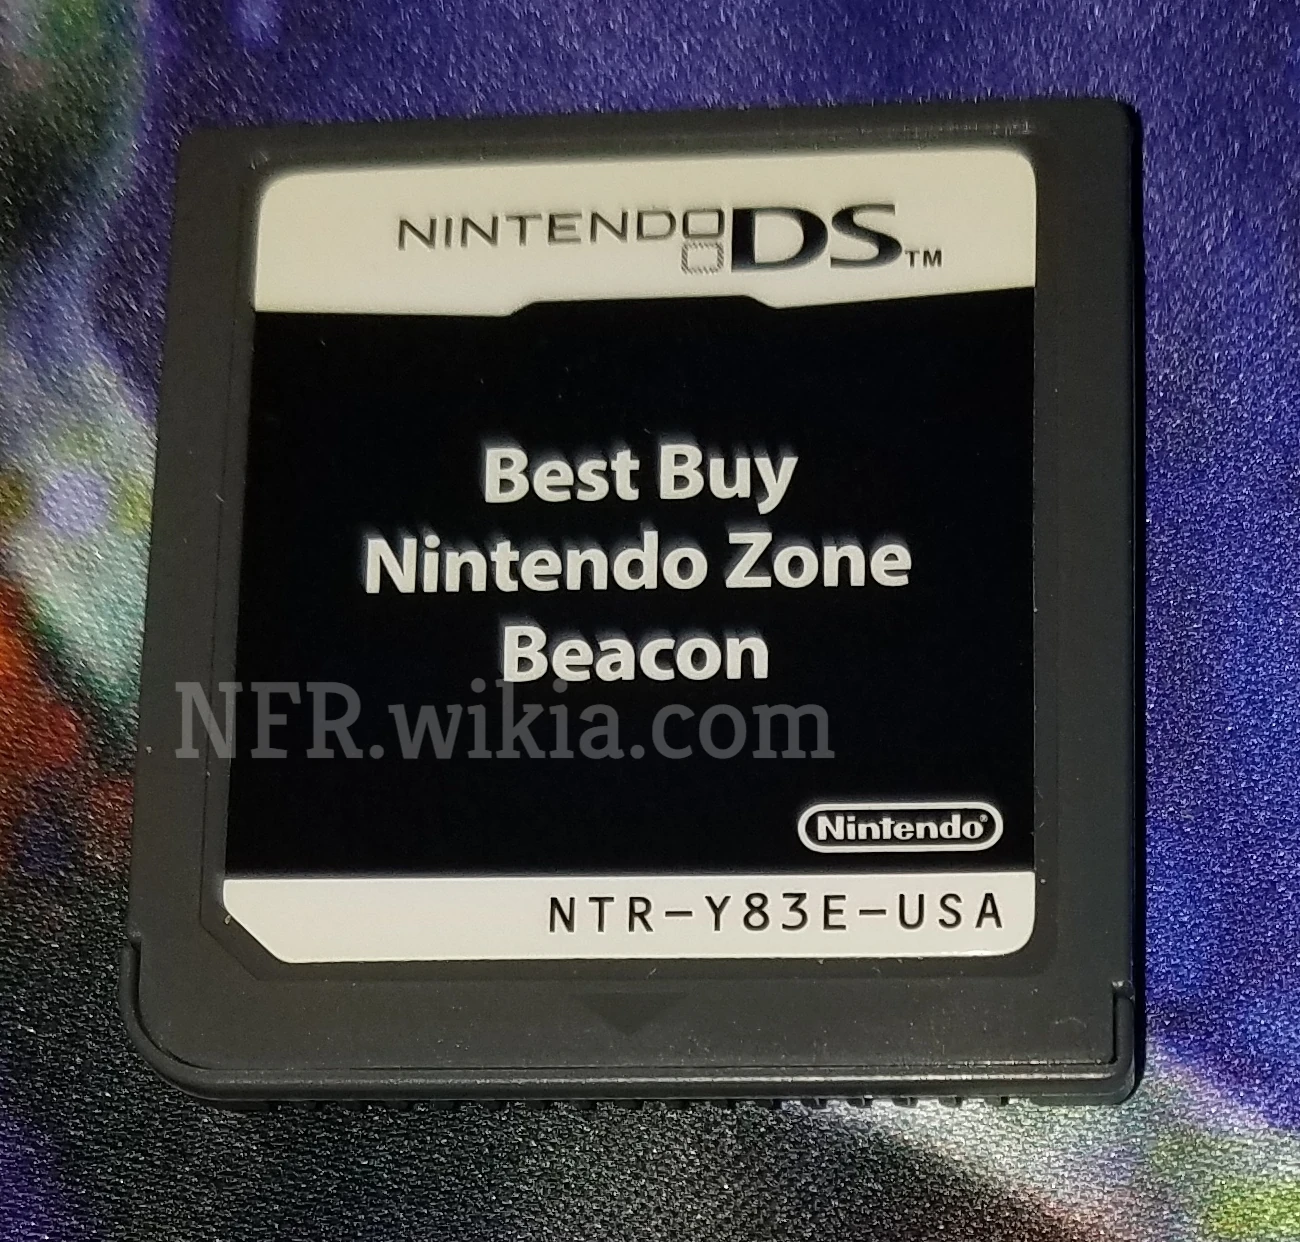 NINTENDO DS™
Best Buy
Nintendo Zone
Beacon
NFR.wikia.com
Nintendo®
NTR-Y83E-USA